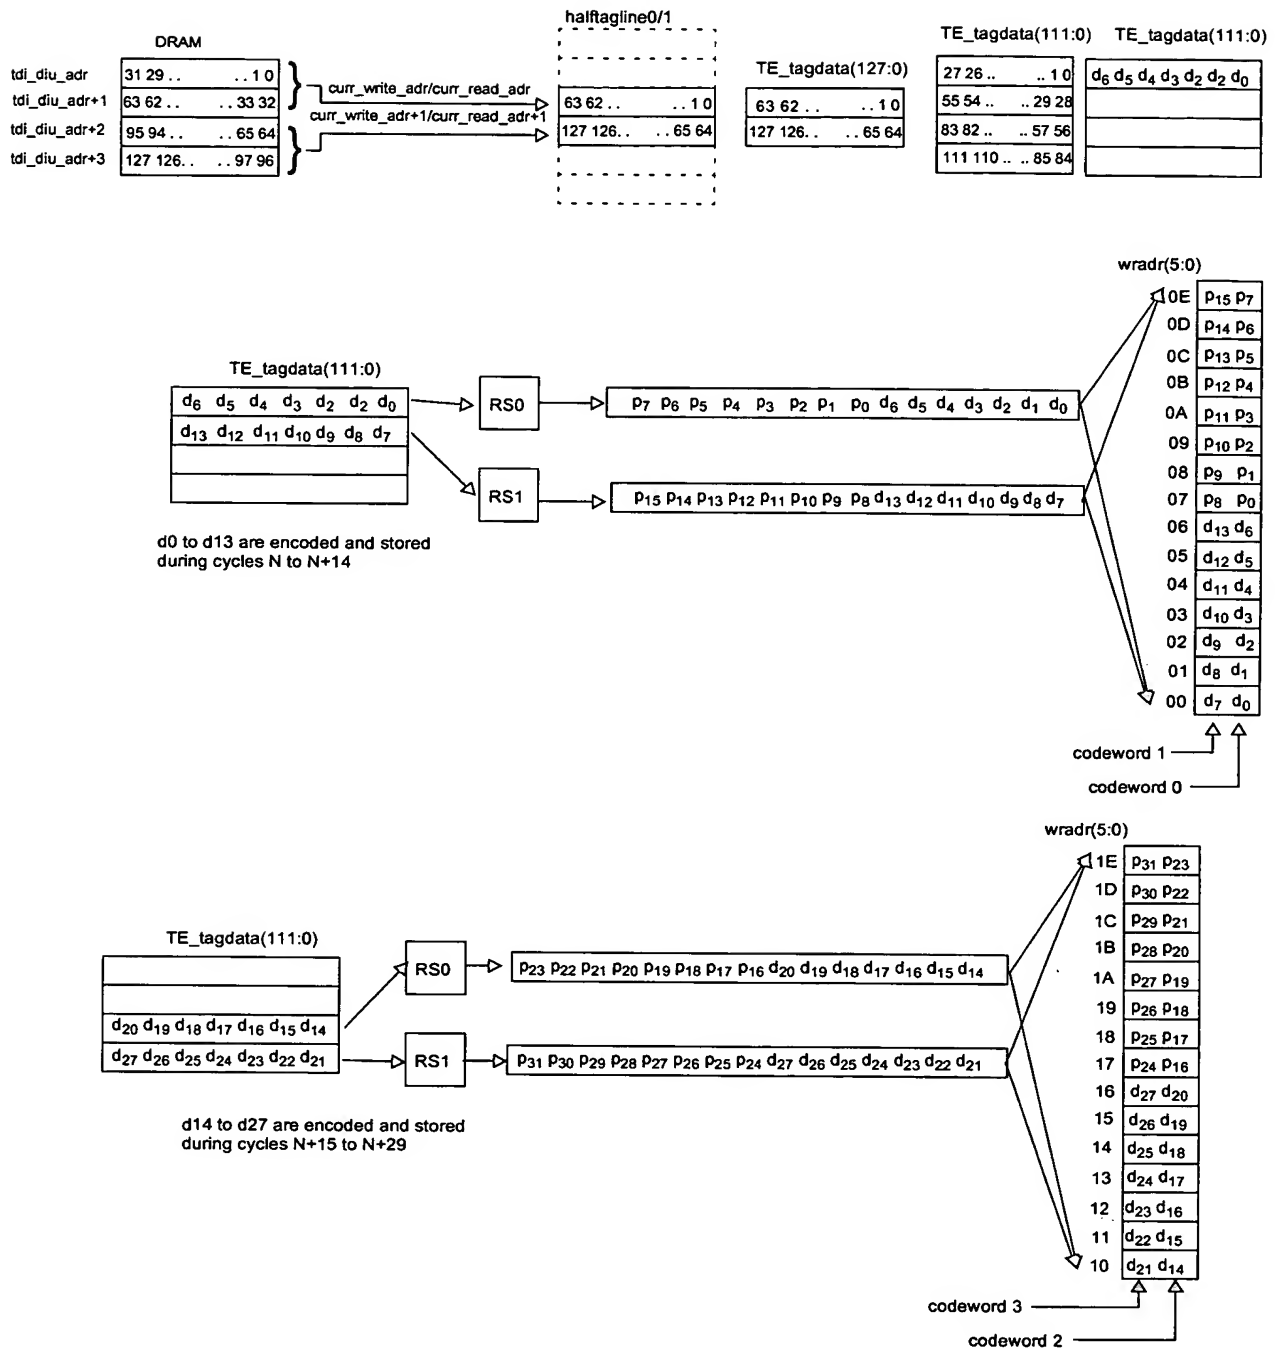 halftagline0/1
DRAM
TE_tagdata(111:0) TE_tagdata(111:0)
TE_tagdata(127:0)
tdi_diu_adr 31 29 . . . . 1 0
tdi_diu_adr+1 63 62 . . . . 33 32
tdi_diu_adr+2 95 94 . . . . 65 64
tdi_diu_adr+3 127 126. . . . 97 96
curr_write_adr/curr_read_adr
curr_write_adr+1/curr_read_adr+1
63 62 . . . . 1 0
127 126. . . . 65 64
63 62 . . . . 1 0
127 126. . . . 65 64
27 26 .. .. 1 0
55 54 .. .. 29 28
83 82 .. .. 57 56
111 110 .. .. 85 84
d6 d5 d4 d3 d2 d2 d0
wradr(5:0)
0E p15 p7
0D p14 p6
0C p13 p5
0B p12 p4
0A p11 p3
09 p10 p2
08 p9 p1
07 p8 p0
06 d13 d6
05 d12 d5
04 d11 d4
03 d10 d3
02 d9 d2
01 d8 d1
00 d7 d0
codeword 1
codeword 0
TE_tagdata(111:0)
d6 d5 d4 d3 d2 d2 d0
d13 d12 d11 d10 d9 d8 d7
RS0
RS1
p7 p6 p5 p4 p3 p2 p1 p0 d6 d5 d4 d3 d2 d1 d0
p15 p14 p13 p12 p11 p10 p9 p8 d13 d12 d11 d10 d9 d8 d7
d0 to d13 are encoded and stored
during cycles N to N+14
wradr(5:0)
1E p31 p23
1D p30 p22
1C p29 p21
1B p28 p20
1A p27 p19
19 p26 p18
18 p25 p17
17 p24 p16
16 d27 d20
15 d26 d19
14 d25 d18
13 d24 d17
12 d23 d16
11 d22 d15
10 d21 d14
codeword 3
codeword 2
TE_tagdata(111:0)
d20 d19 d18 d17 d16 d15 d14
d27 d26 d25 d24 d23 d22 d21
RS0
RS1
p23 p22 p21 p20 p19 p18 p17 p16 d20 d19 d18 d17 d16 d15 d14
p31 p30 p29 p28 p27 p26 p25 p24 d27 d26 d25 d24 d23 d22 d21
d14 to d27 are encoded and stored
during cycles N+15 to N+29